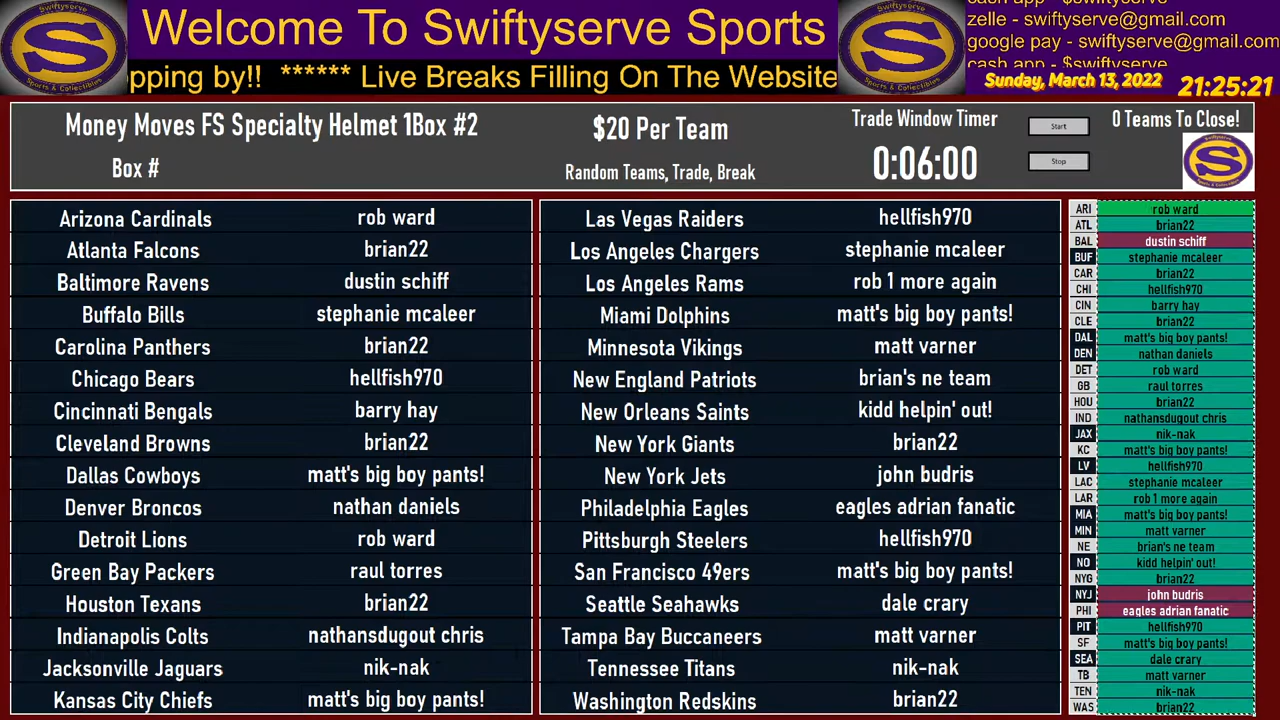 Welcome To Swiftyserve Sports
opping by!! ****** Live Breaks Filling On The Website
S
Sports & Collectibles
S
Sports & Collectibles
cash app - $swiftyserve
zelle - swiftyserve@gmail.com
google pay - swiftyserve@gmail.com
cash app - $swiftyserve
Sunday, March 13, 2022
21:25:21
Money Moves FS Specialty Helmet 1Box #2
Box #
$20 Per Team
Random Teams, Trade, Break
Trade Window Timer
0:06:00
Start
Stop
0 Teams To Close!
S
Arizona Cardinals rob ward
Atlanta Falcons brian22
Baltimore Ravens dustin schiff
Buffalo Bills stephanie mcaleer
Carolina Panthers brian22
Chicago Bears hellfish970
Cincinnati Bengals barry hay
Cleveland Browns brian22
Dallas Cowboys matt's big boy pants!
Denver Broncos nathan daniels
Detroit Lions rob ward
Green Bay Packers raul torres
Houston Texans brian22
Indianapolis Colts nathansdugout chris
Jacksonville Jaguars nik-nak
Kansas City Chiefs matt's big boy pants!
Las Vegas Raiders hellfish970
Los Angeles Chargers stephanie mcaleer
Los Angeles Rams rob 1 more again
Miami Dolphins matt's big boy pants!
Minnesota Vikings matt varner
New England Patriots brian's ne team
New Orleans Saints kidd helpin' out!
New York Giants brian22
New York Jets john budris
Philadelphia Eagles eagles adrian fanatic
Pittsburgh Steelers hellfish970
San Francisco 49ers matt's big boy pants!
Seattle Seahawks dale crary
Tampa Bay Buccaneers matt varner
Tennessee Titans nik-nak
Washington Redskins brian22
ARI rob ward
ATL brian22
BAL dustin schiff
BUF stephanie mcaleer
CAR brian22
CHI hellfish970
CIN barry hay
CLE brian22
DAL matt's big boy pants!
DEN nathan daniels
DET rob ward
GB raul torres
HOU brian22
IND nathansdugout chris
JAX nik-nak
KC matt's big boy pants!
LV hellfish970
LAC stephanie mcaleer
LAR rob 1 more again
MIA matt's big boy pants!
MIN matt varner
NE brian's ne team
NO kidd helpin' out!
NYG brian22
NYJ john budris
PHI eagles adrian fanatic
PIT hellfish970
SF matt's big boy pants!
SEA dale crary
TB matt varner
TEN nik-nak
WAS brian22